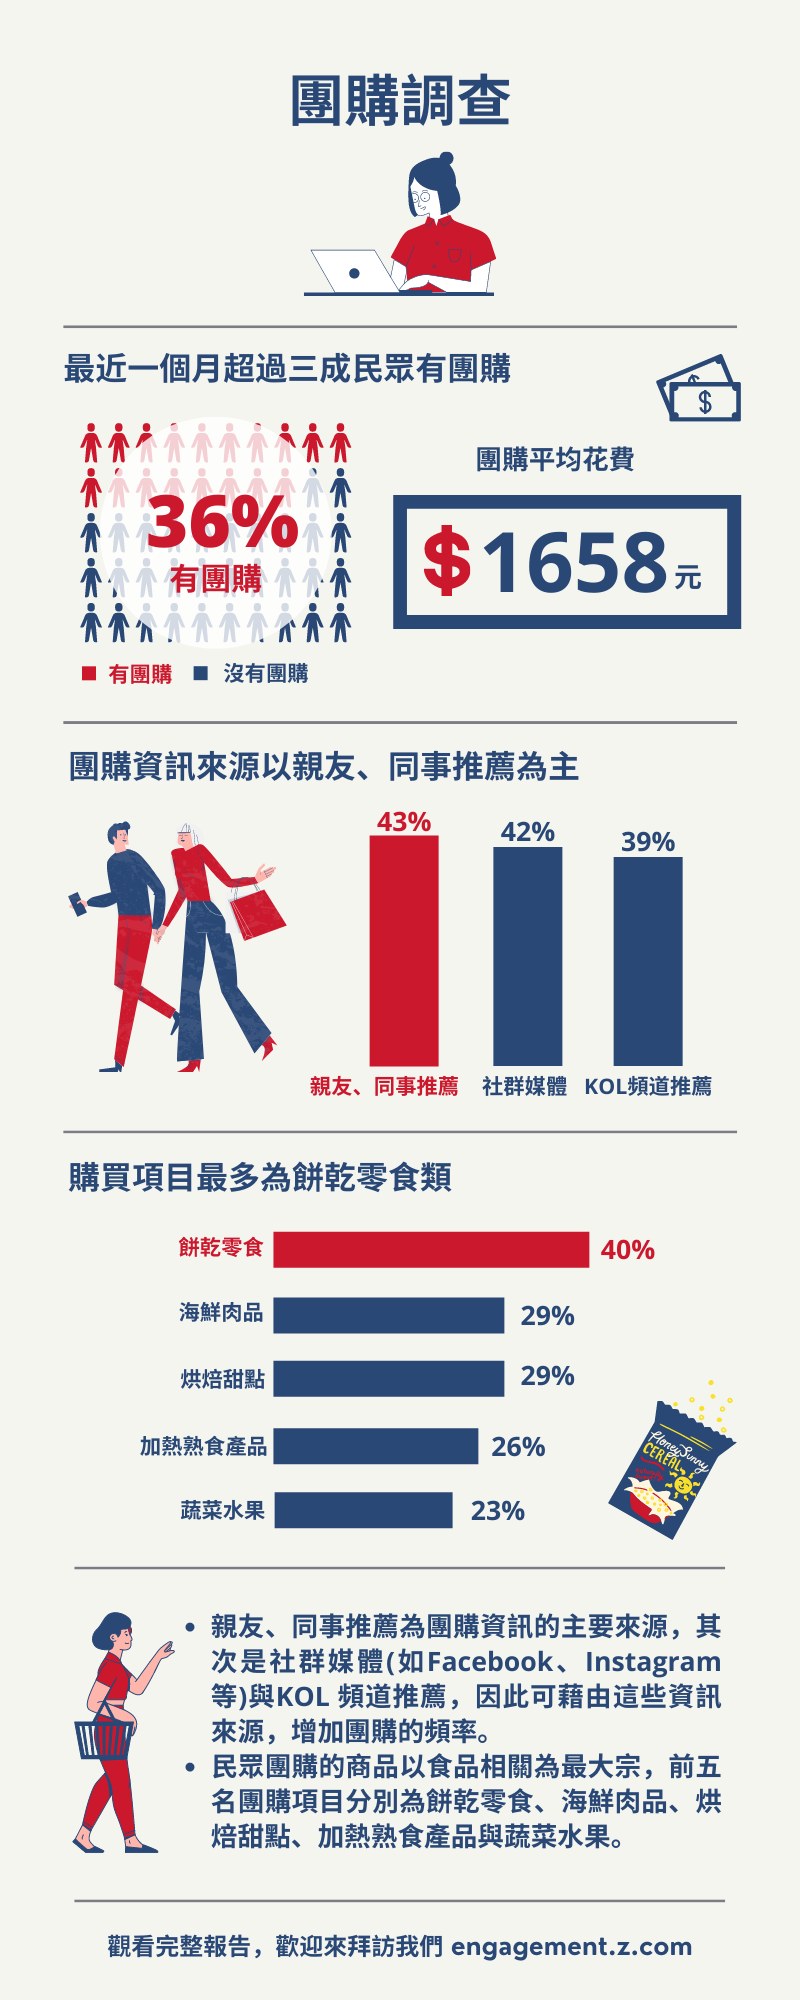 團購調查
最近一個月超過三成民眾有團購
$
36%
有團購
有團購
沒有團購
團購平均花費
$1658元
團購資訊來源以親友、同事推薦為主
43%
42%
39%
親友、同事推薦
社群媒體
KOL頻道推薦
購買項目最多為餅乾零食類
餅乾零食
40%
海鮮肉品
29%
烘焙甜點
29%
加熱熟食產品
26%
蔬菜水果
23%
Honey Sunny
CEREAL
親友、同事推薦為團購資訊的主要來源，其
次是社群媒體(如Facebook、Instagram
等)與KOL 頻道推薦，因此可藉由這些資訊
來源，增加團購的頻率。
民眾團購的商品以食品相關為最大宗，前五
名團購項目分別為餅乾零食、海鮮肉品、烘
焙甜點、加熱熟食產品與蔬菜水果。
觀看完整報告，歡迎來拜訪我們 engagement.z.com